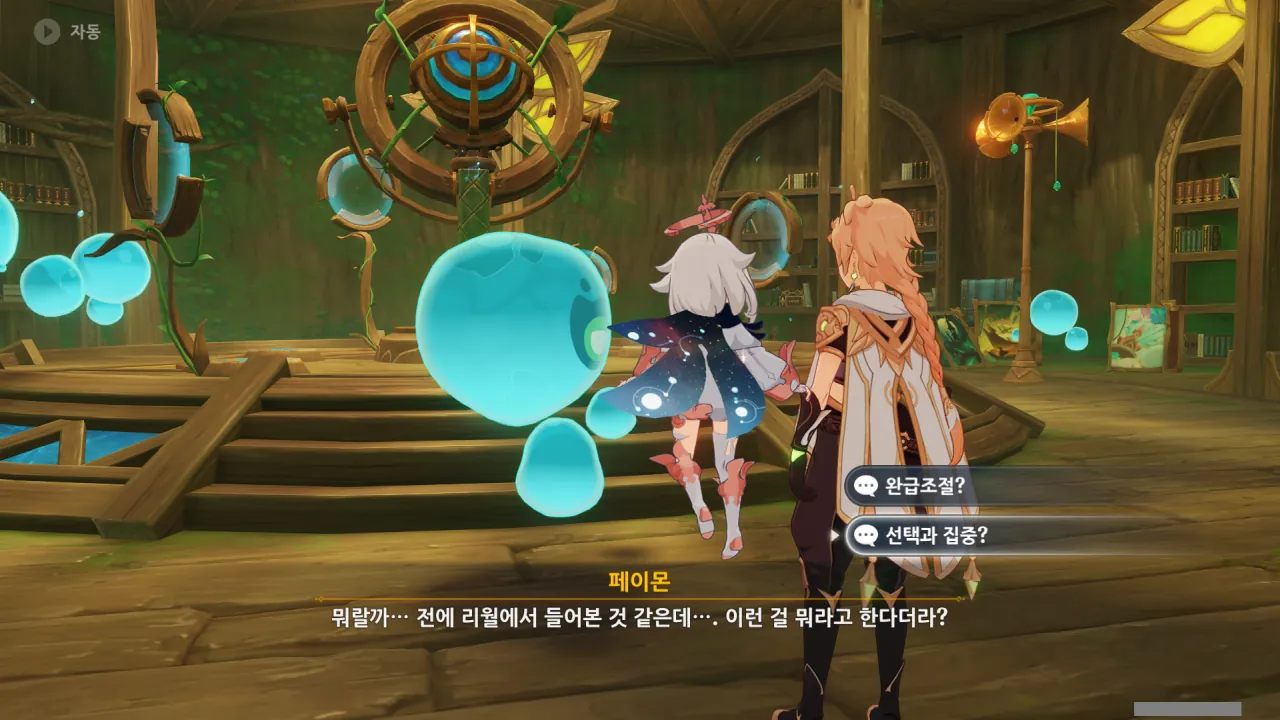 자동
완급조절?
선택과 집중?
페이몬
뭐랄까… 전에 리월에서 들어본 것 같은데…. 이런 걸 뭐라고 한다더라?